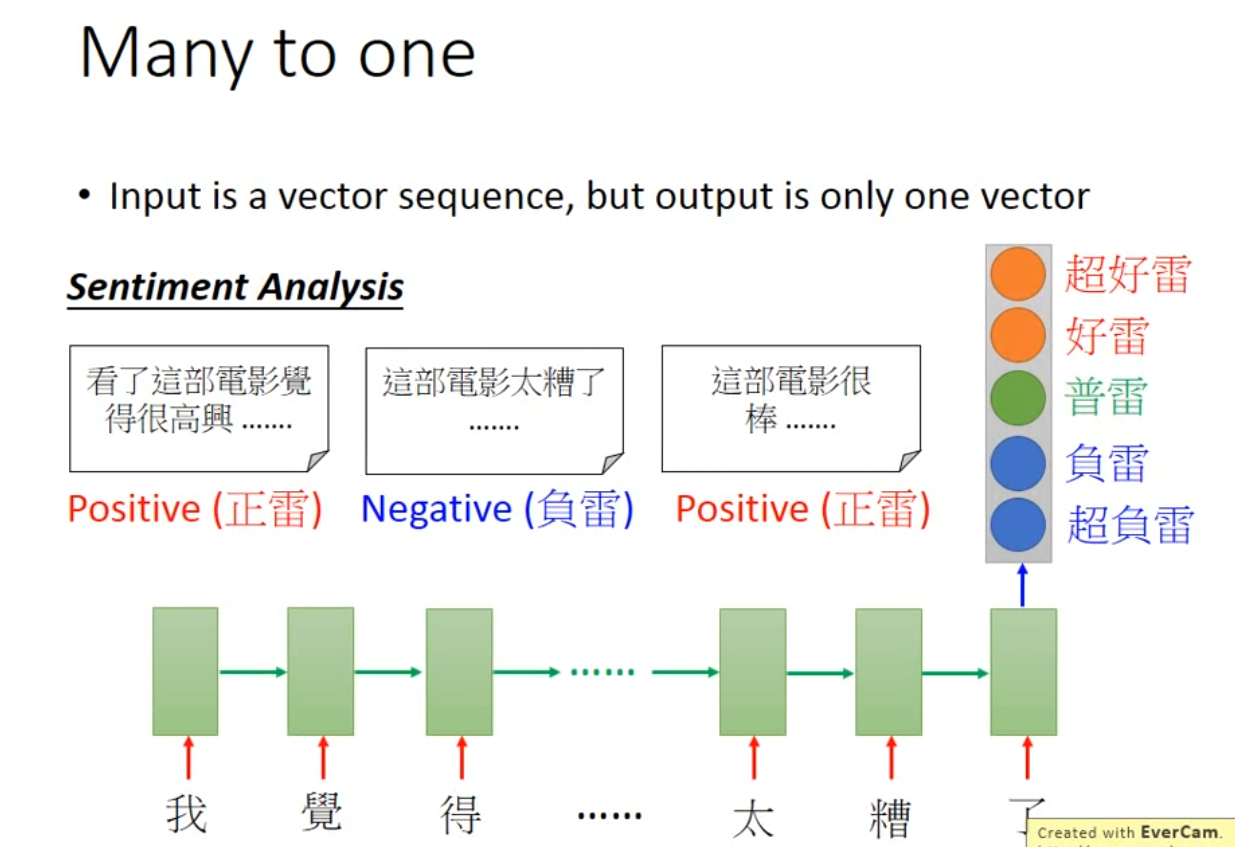 Many to one
• Input is a vector sequence, but output is only one vector
Sentiment Analysis
看了這部電影覺
得很高興 …….
Positive (正雷)
這部電影太糟了
…….
Negative (負雷)
這部電影很
棒 …….
Positive (正雷)
超好雷
好雷
普雷
負雷
超負雷
……
我 覺 得 …… 太 糟 了
Created with EverCam.